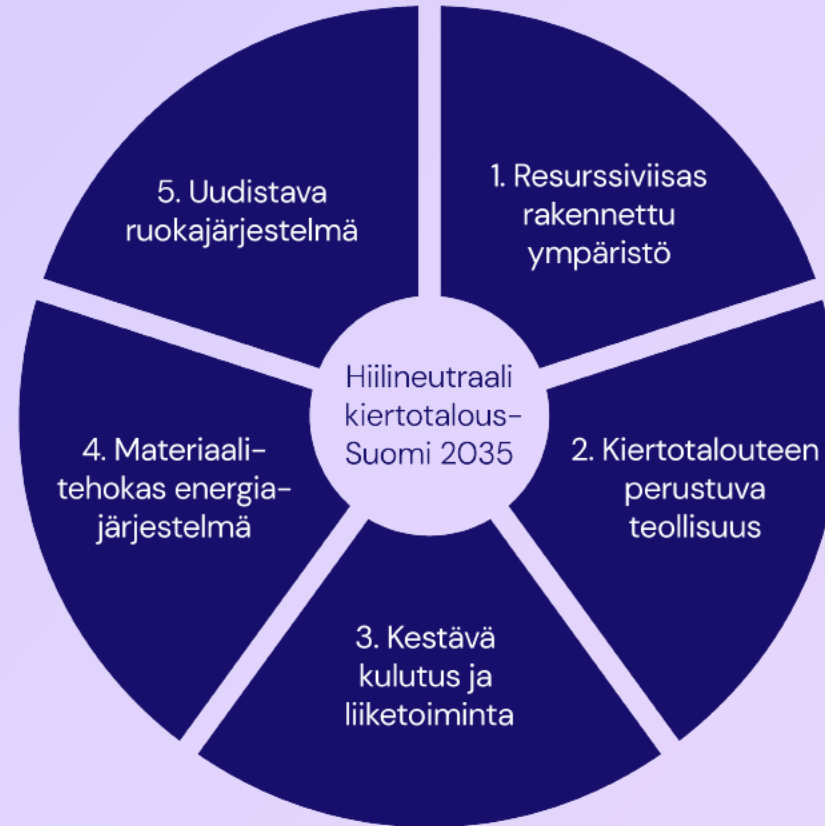 5. Uudistava
ruokajärjestelmä
1. Resurssiviisas
rakennettu
ympäristö
Hiilineutraali
kiertotalous-
Suomi 2035
4. Materiaali-
tehokas energia-
järjestelmä
2. Kiertotalouteen
perustuva
teollisuus
3. Kestävä
kulutus ja
liiketoiminta